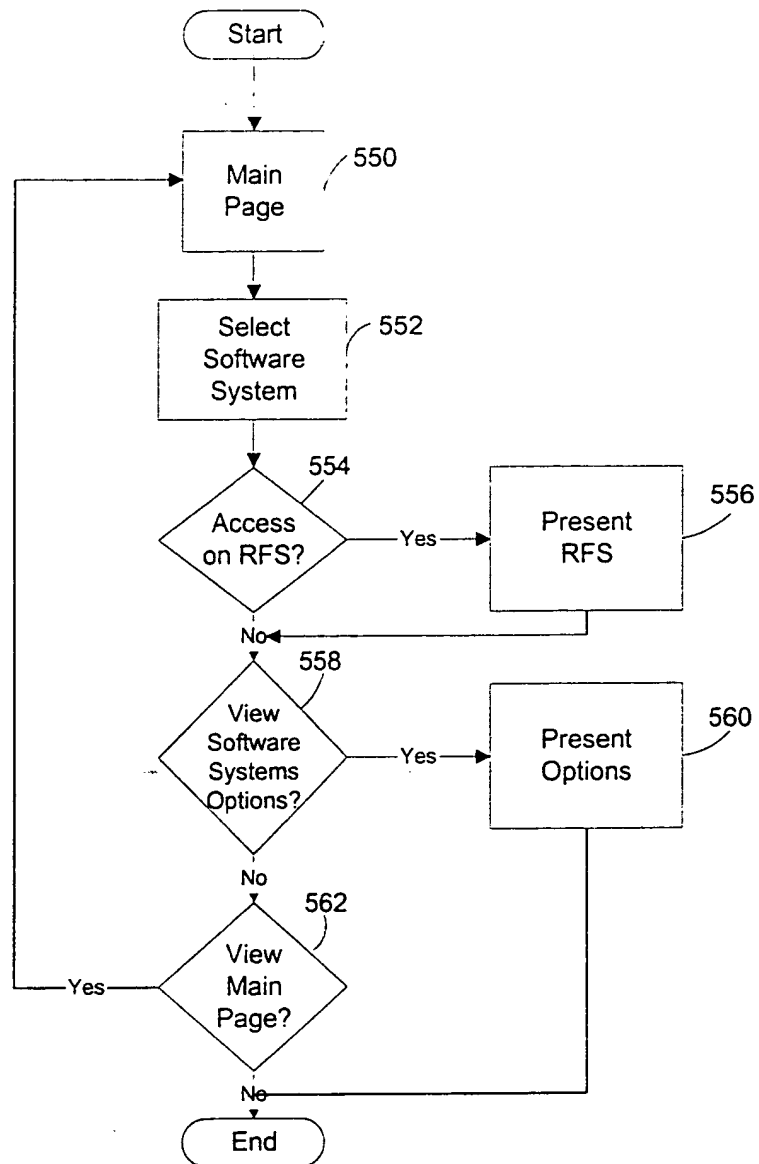 Start
550
Main
Page
552
Select
Software
System
554
Access
on RFS?
Yes
556
Present
RFS
No
558
View
Software
Systems
Options?
Yes
560
Present
Options
No
562
View
Main
Page?
Yes
No
End